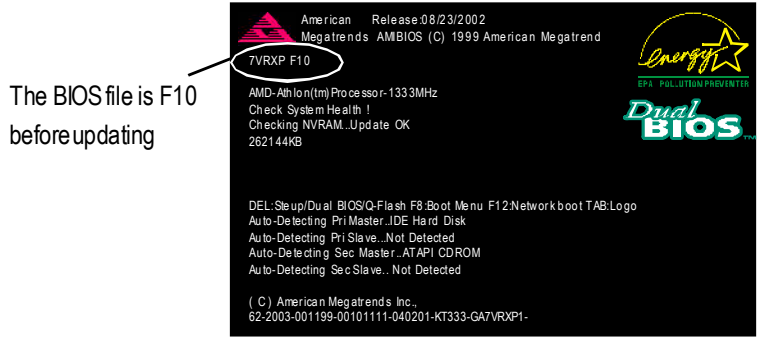 The BIOS file is F10
before updating
American Release:08/23/2002
Megatrends AMIBIOS (C) 1999 American Megatrend
7VRXP F10
AMD-Athlon(tm) Processor-1333MHz
Check System Health !
Checking NVRAM...Update OK
262144KB
DEL:Steup/Dual BIOS/Q-Flash F8:Boot Menu F12:Network boot TAB:Logo
Auto-Detecting Pri Master..IDE Hard Disk
Auto-Detecting Pri Slave...Not Detected
Auto-Detecting Sec Master..ATAPI CDROM
Auto-Detecting Sec Slave.. Not Detected
( C) American Megatrends Inc.,
62-2003-001199-00101111-040201-KT333-GA7VRXP1-
Energy
EPA POLLUTION PREVENTER
Dual
BIOS TM